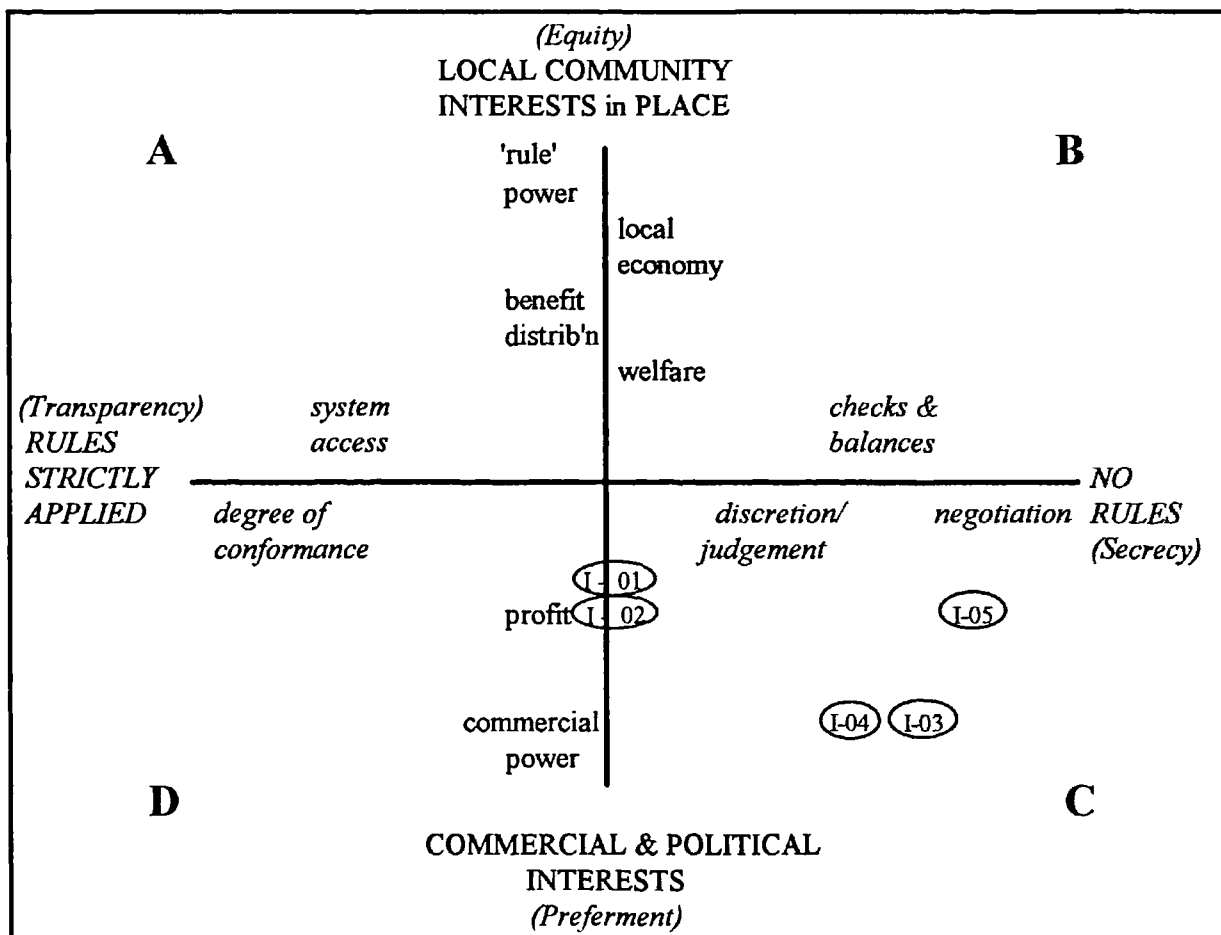 (Equity)
LOCAL COMMUNITY
INTERESTS in PLACE
A
B
'rule'
power
local
economy
benefit
distrib'n
welfare
(Transparency)
RULES
STRICTLY
APPLIED
system
access
checks &
balances
degree of
conformance
discretion/
judgement
negotiation
NO
RULES
(Secrecy)
I - 01
profit
I - 02
I-05
commercial
power
I-04
I-03
D
C
COMMERCIAL & POLITICAL
INTERESTS
(Preferment)